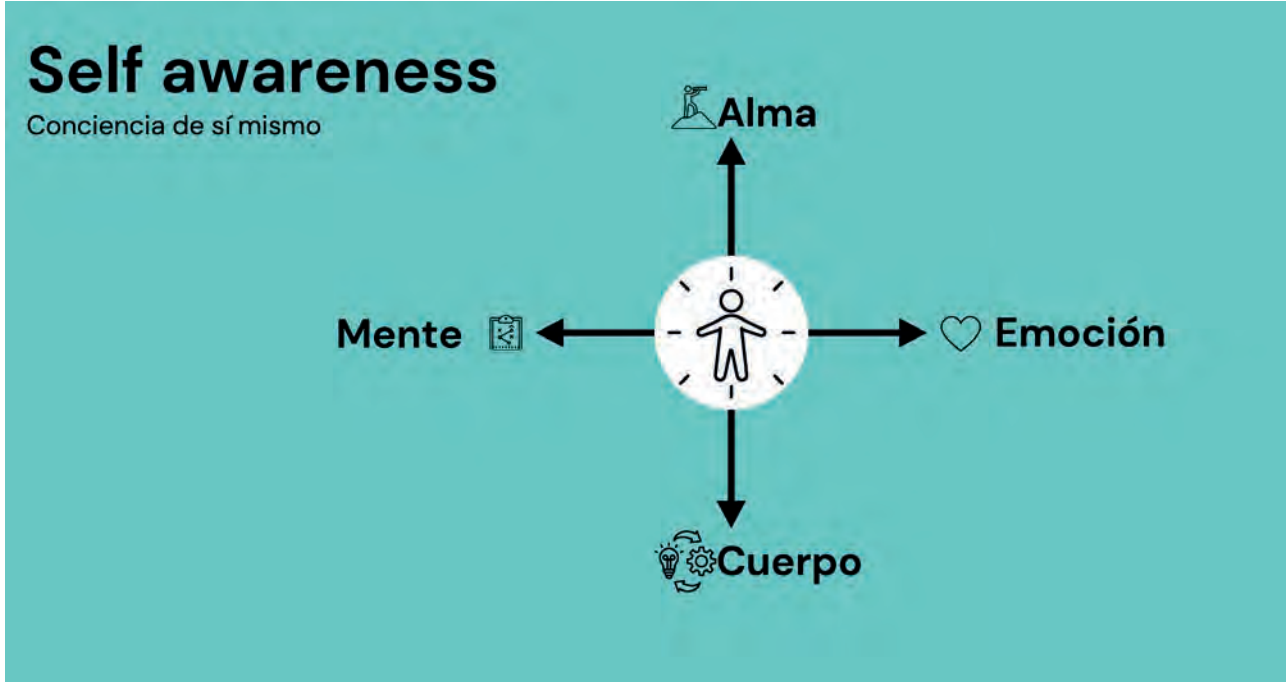 Self awareness
Conciencia de sí mismo
Alma
Mente
Emoción
Cuerpo